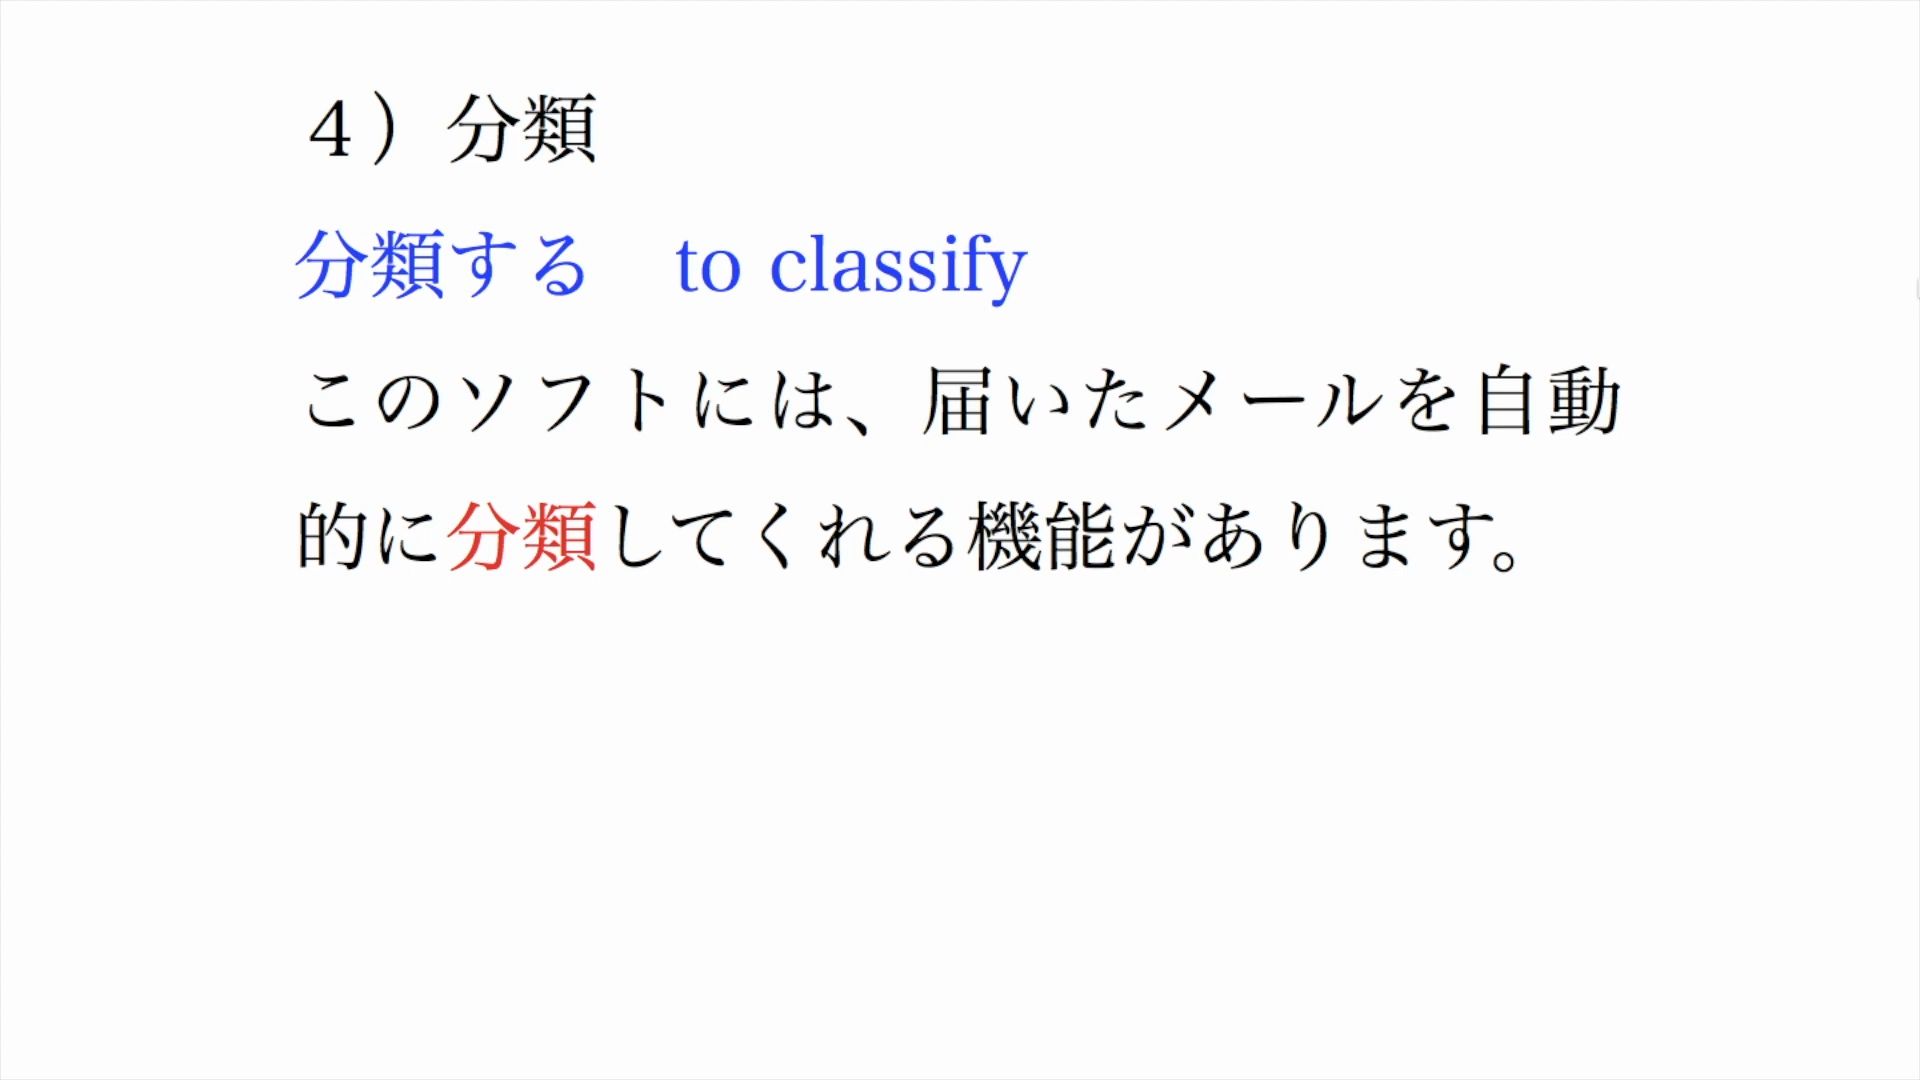 ４）分類
分類する　to classify
このソフトには、届いたメールを自動
的に分類してくれる機能があります。